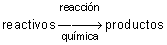 reacción
reactivos ⟶ productos
química